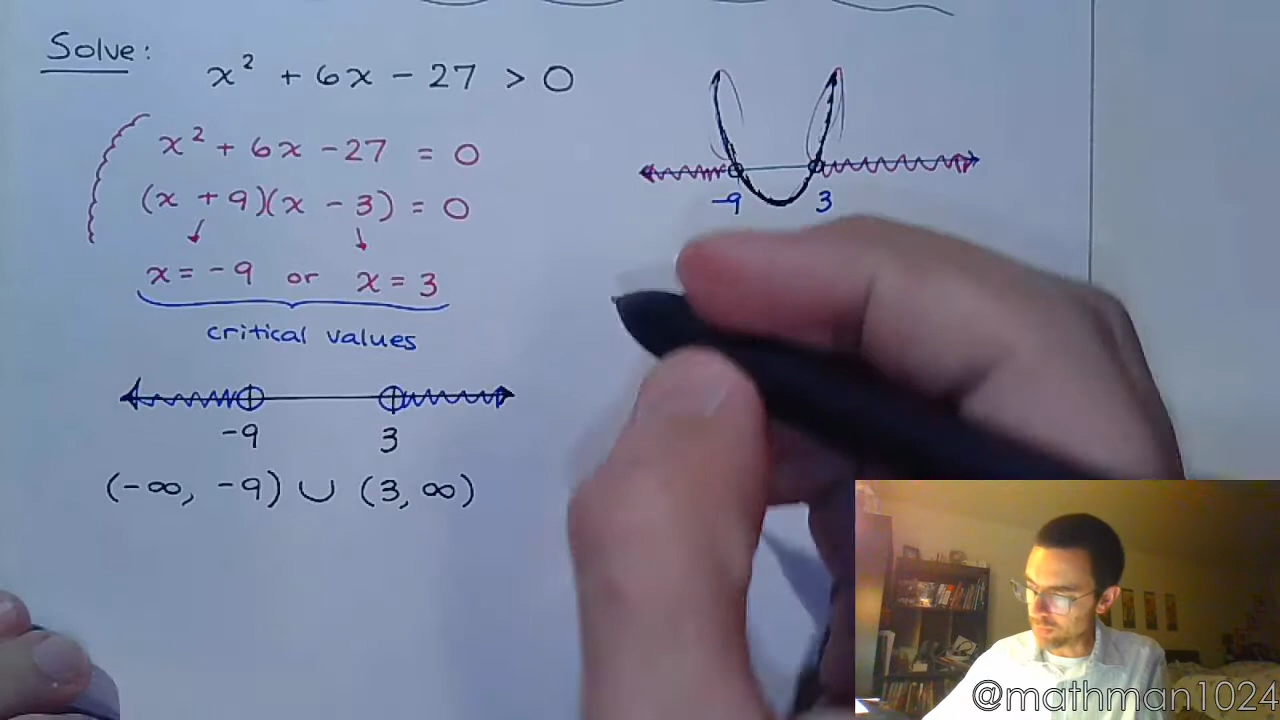 Solve:
x² + 6x − 27 > 0
x² + 6x − 27 = 0
(x + 9)(x − 3) = 0
x = −9 or x = 3
critical values
−9 3
(−∞, −9) ∪ (3, ∞)
−9 3
@mathman1024